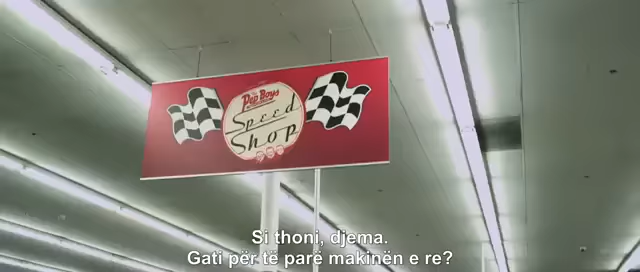 Pep Boys
Speed
Shop
Si thoni, djema.
Gati për të parë makinën e re?